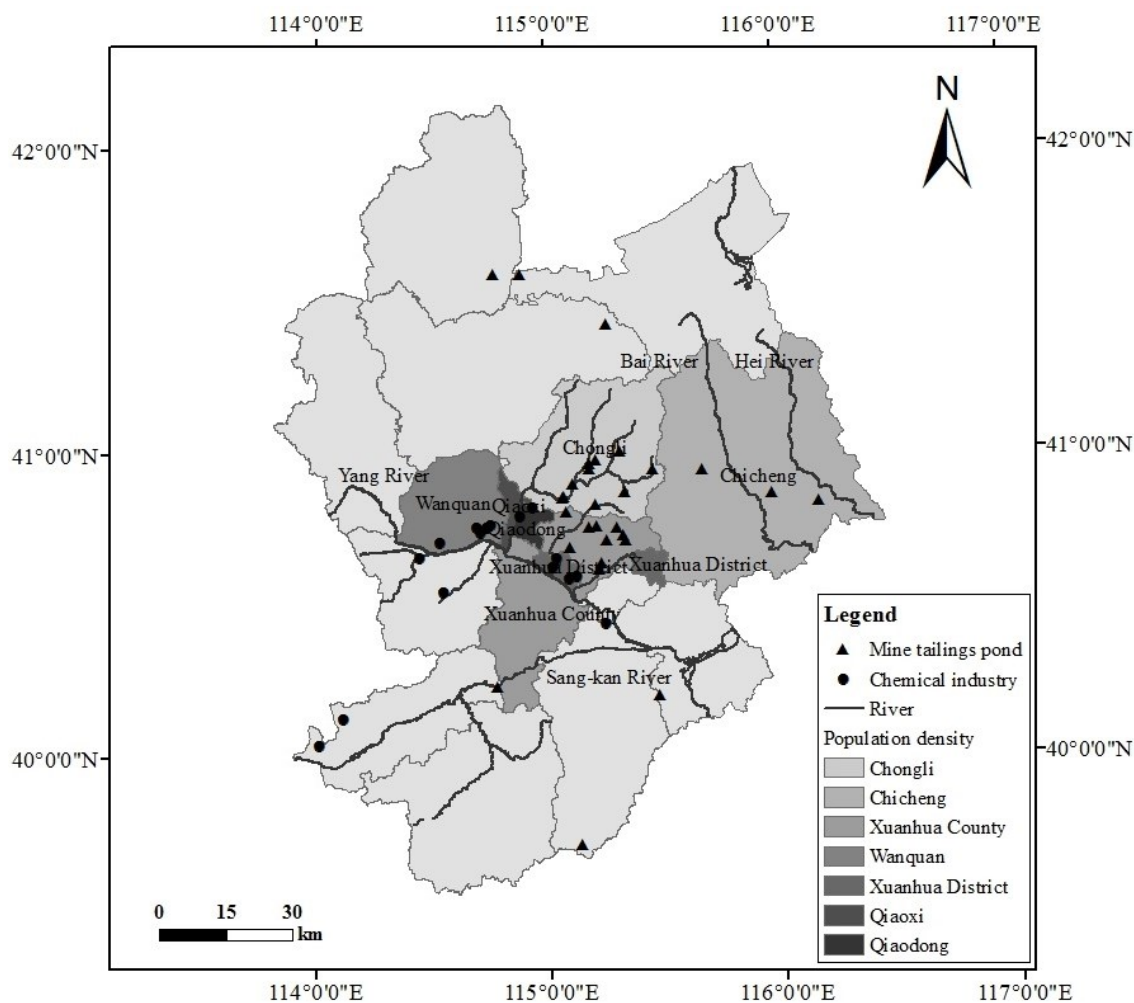 114°0'0"E 115°0'0"E 116°0'0"E 117°0'0"E
N
42°0'0"N 42°0'0"N
Bai River Hei River
41°0'0"N Chongli 41°0'0"N
Yang River Chicheng
Wanquan Qiaoxi
Qiaodong
Xuanhua District Xuanhua District
Xuanhua County
Sang-kan River
40°0'0"N 40°0'0"N
Legend
Mine tailings pond
Chemical industry
River
Population density
Chongli
Chicheng
Xuanhua County
Wanquan
Xuanhua District
Qiaoxi
Qiaodong
0 15 30
km
114°0'0"E 115°0'0"E 116°0'0"E 117°0'0"E